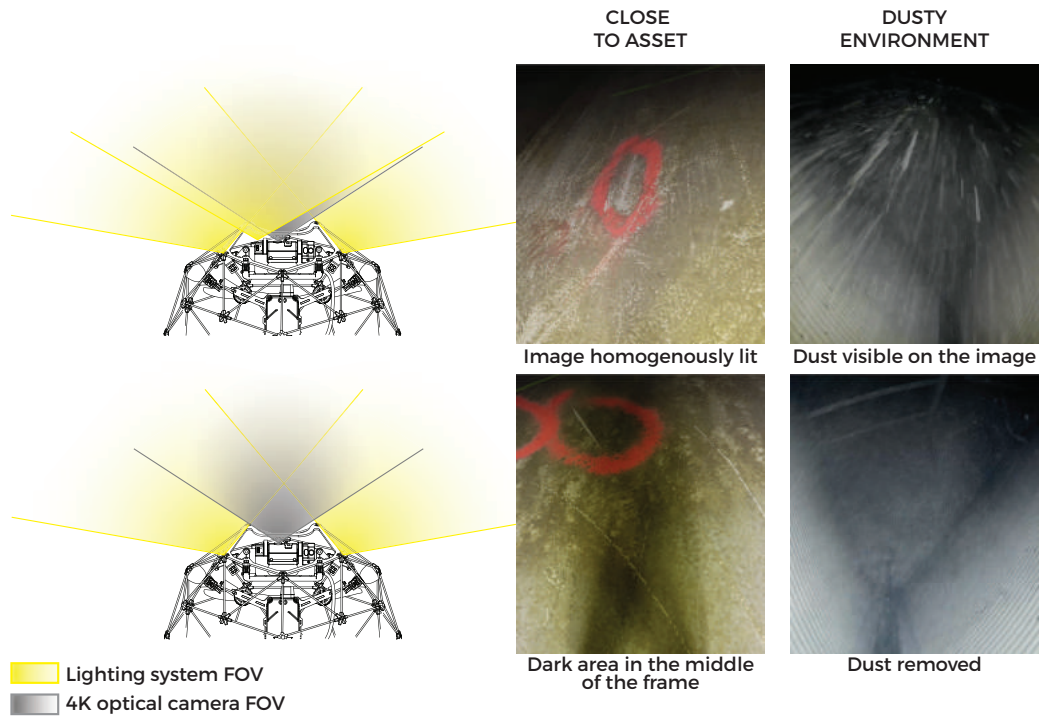 CLOSE
TO ASSET
DUSTY
ENVIRONMENT
Image homogenously lit
Dust visible on the image
Dark area in the middle
of the frame
Dust removed
Lighting system FOV
4K optical camera FOV